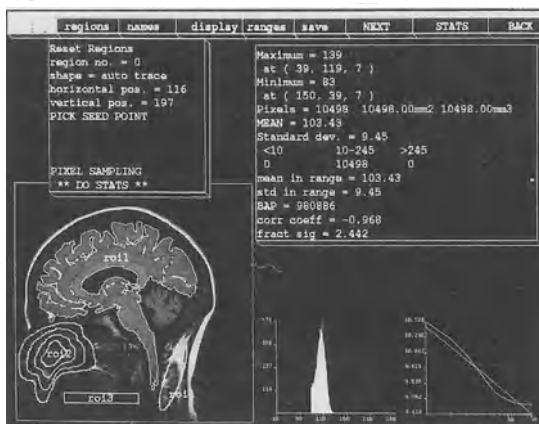 regions names display ranges save NEXT STATS BACK
Reset Regions
region no. = 0
shape = auto trace
horizontal pos. = 116
vertical pos. = 197
PICK SEED POINT
PIXEL SAMPLING
** DO STATS **
Maximum = 139
at ( 39, 119, 7 )
Minimum = 83
at ( 150, 39, 7 )
Pixels = 10498 10498.00mm2 10498.00mm3
MEAN = 103.43
Standard dev. = 9.45
<10 10-245 >245
0 10498 0
mean in range = 103.43
std in range = 9.45
BAP = 980886
corr coeff = -0.968
fract sig = 2.442
roi1
roi2
roi3
roi